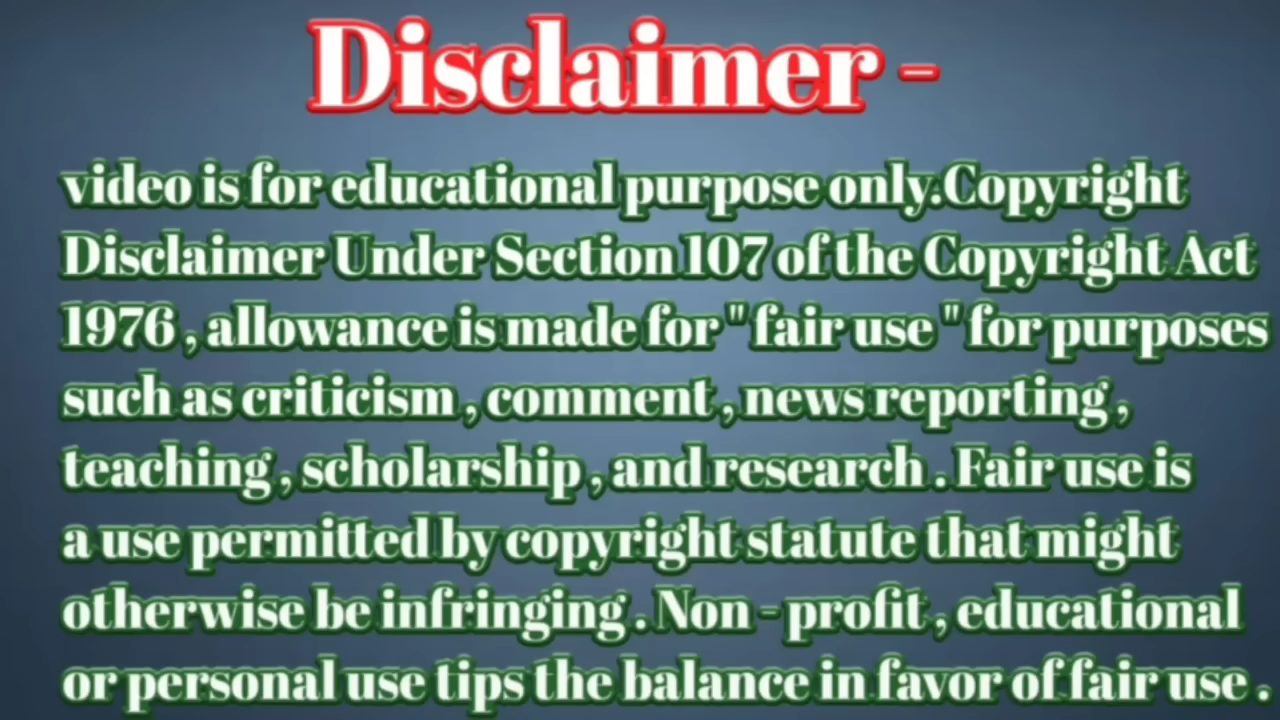 Disclaimer -
video is for educational purpose only.Copyright
Disclaimer Under Section 107 of the Copyright Act
1976 , allowance is made for " fair use " for purposes
such as criticism , comment , news reporting ,
teaching , scholarship , and research . Fair use is
a use permitted by copyright statute that might
otherwise be infringing . Non - profit , educational
or personal use tips the balance in favor of fair use .